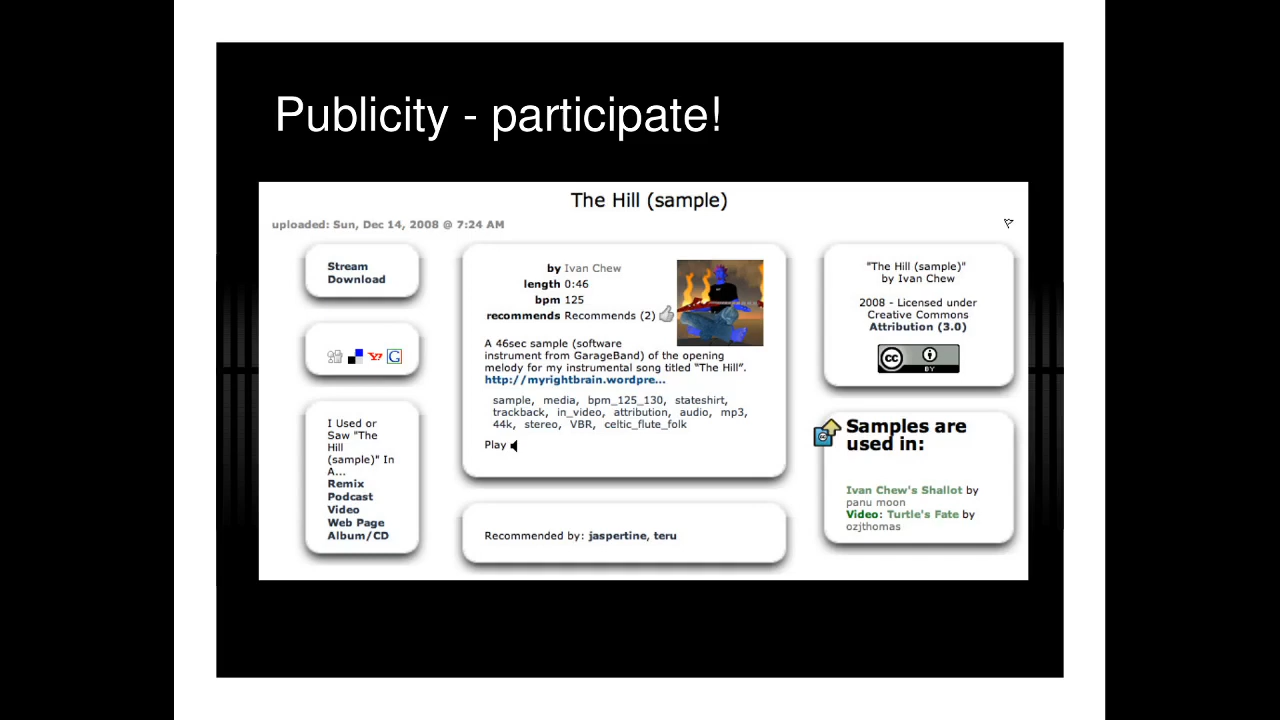 Publicity - participate!
The Hill (sample)
uploaded: Sun, Dec 14, 2008 @ 7:24 AM
Stream
Download
I Used or
Saw "The
Hill
(sample)" In
A...
Remix
Podcast
Video
Web Page
Album/CD
by Ivan Chew
length 0:46
bpm 125
recommends Recommends (2)
A 46sec sample (software
instrument from GarageBand) of the opening
melody for my instrumental song titled "The Hill".
http://myrightbrain.wordpre...
sample, media, bpm_125_130, stateshirt,
trackback, in_video, attribution, audio, mp3,
44k, stereo, VBR, celtic_flute_folk
Play
Recommended by: jaspertine, teru
"The Hill (sample)"
by Ivan Chew
2008 - Licensed under
Creative Commons
Attribution (3.0)
cc
BY
Samples are
used in:
Ivan Chew's Shallot by
panu moon
Video: Turtle's Fate by
ozjthomas